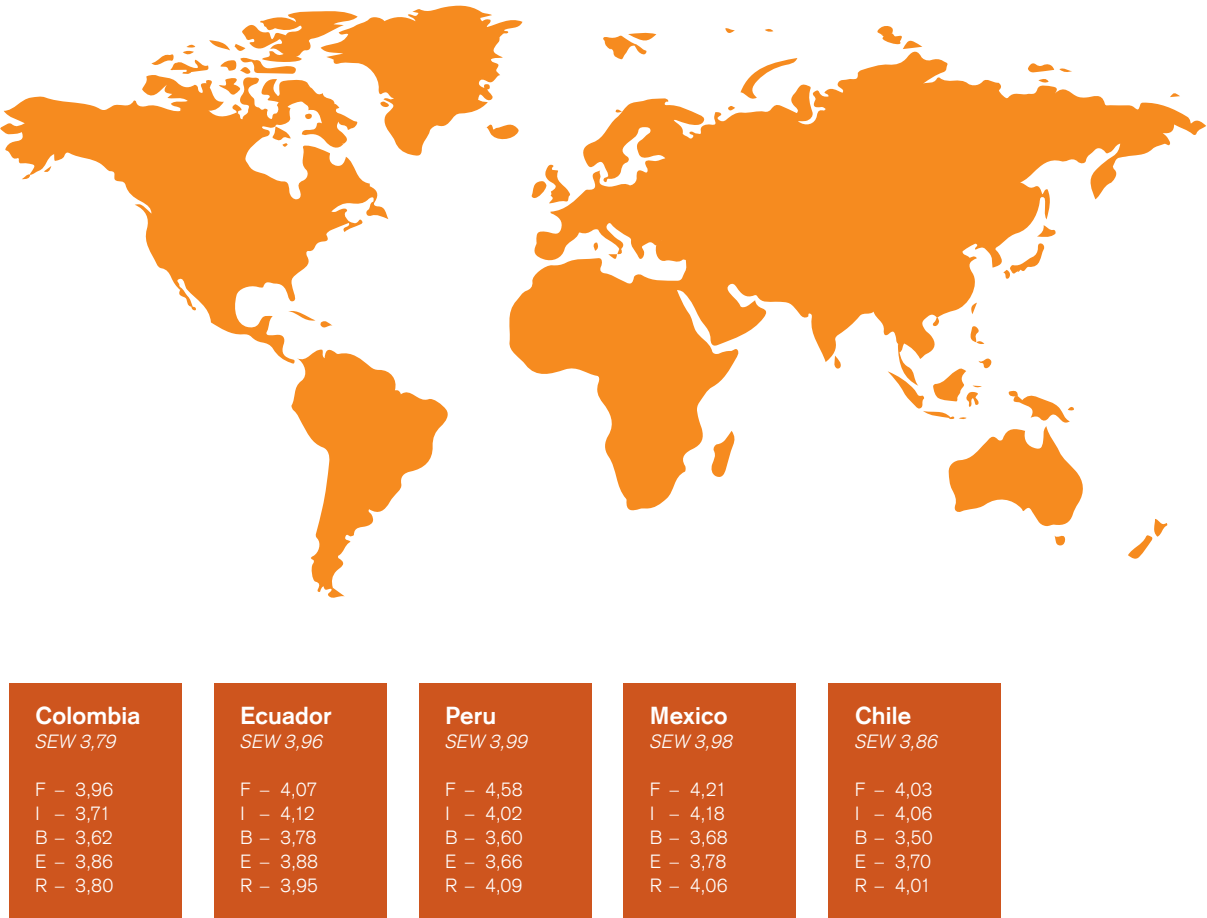 Colombia
SEW 3,79
F – 3,96
I – 3,71
B – 3,62
E – 3,86
R – 3,80
Ecuador
SEW 3,96
F – 4,07
I – 4,12
B – 3,78
E – 3,88
R – 3,95
Peru
SEW 3,99
F – 4,58
I – 4,02
B – 3,60
E – 3,66
R – 4,09
Mexico
SEW 3,98
F – 4,21
I – 4,18
B – 3,68
E – 3,78
R – 4,06
Chile
SEW 3,86
F – 4,03
I – 4,06
B – 3,50
E – 3,70
R – 4,01